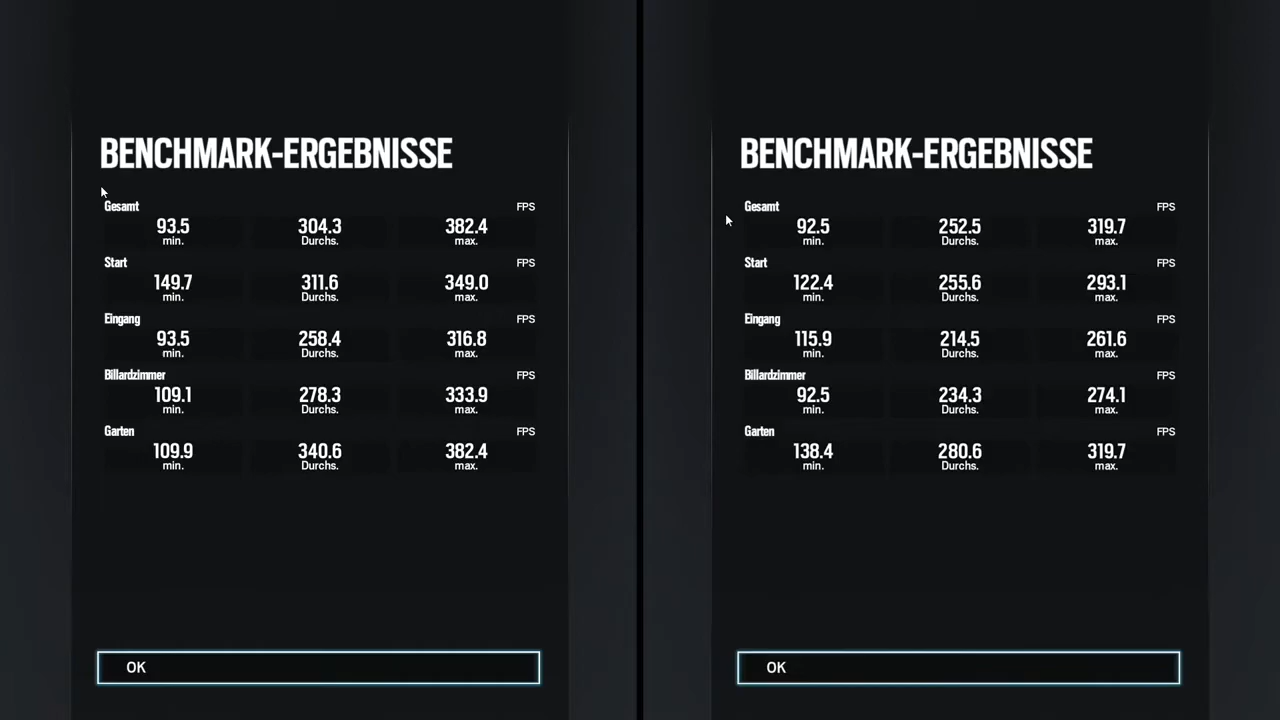 BENCHMARK-ERGEBNISSE
Gesamt FPS
93.5 304.3 382.4
min. Durchs. max.
Start FPS
149.7 311.6 349.0
min. Durchs. max.
Eingang FPS
93.5 258.4 316.8
min. Durchs. max.
Billardzimmer FPS
109.1 278.3 333.9
min. Durchs. max.
Garten FPS
109.9 340.6 382.4
min. Durchs. max.
OK
BENCHMARK-ERGEBNISSE
Gesamt FPS
92.5 252.5 319.7
min. Durchs. max.
Start FPS
122.4 255.6 293.1
min. Durchs. max.
Eingang FPS
115.9 214.5 261.6
min. Durchs. max.
Billardzimmer FPS
92.5 234.3 274.1
min. Durchs. max.
Garten FPS
138.4 280.6 319.7
min. Durchs. max.
OK